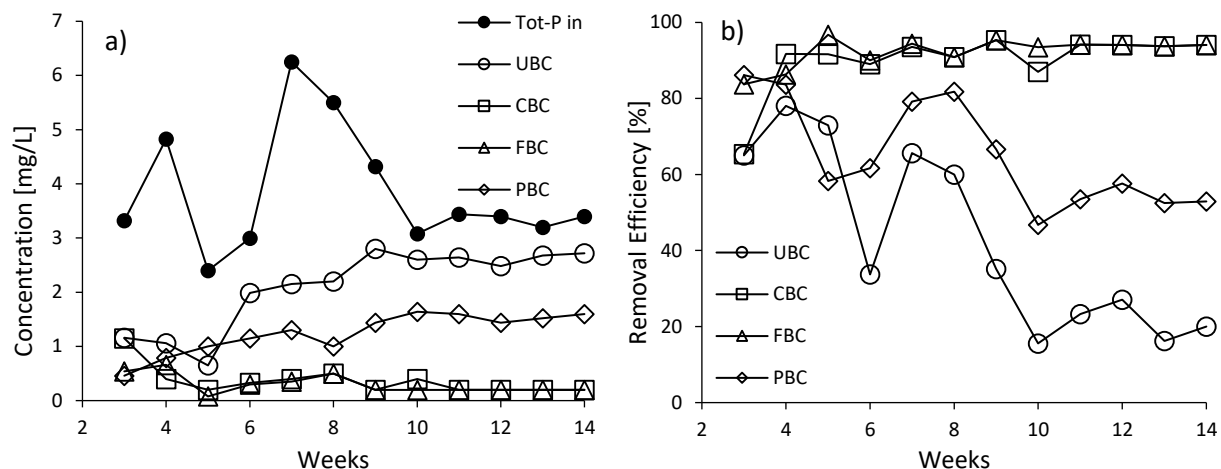 a)
Concentration [mg/L]
7
6
5
4
3
2
1
0
2 4 6 8 10 12 14
Weeks
Tot-P in
UBC
CBC
FBC
PBC
b)
Removal Efficiency [%]
100
80
60
40
20
0
2 4 6 8 10 12 14
Weeks
UBC
CBC
FBC
PBC